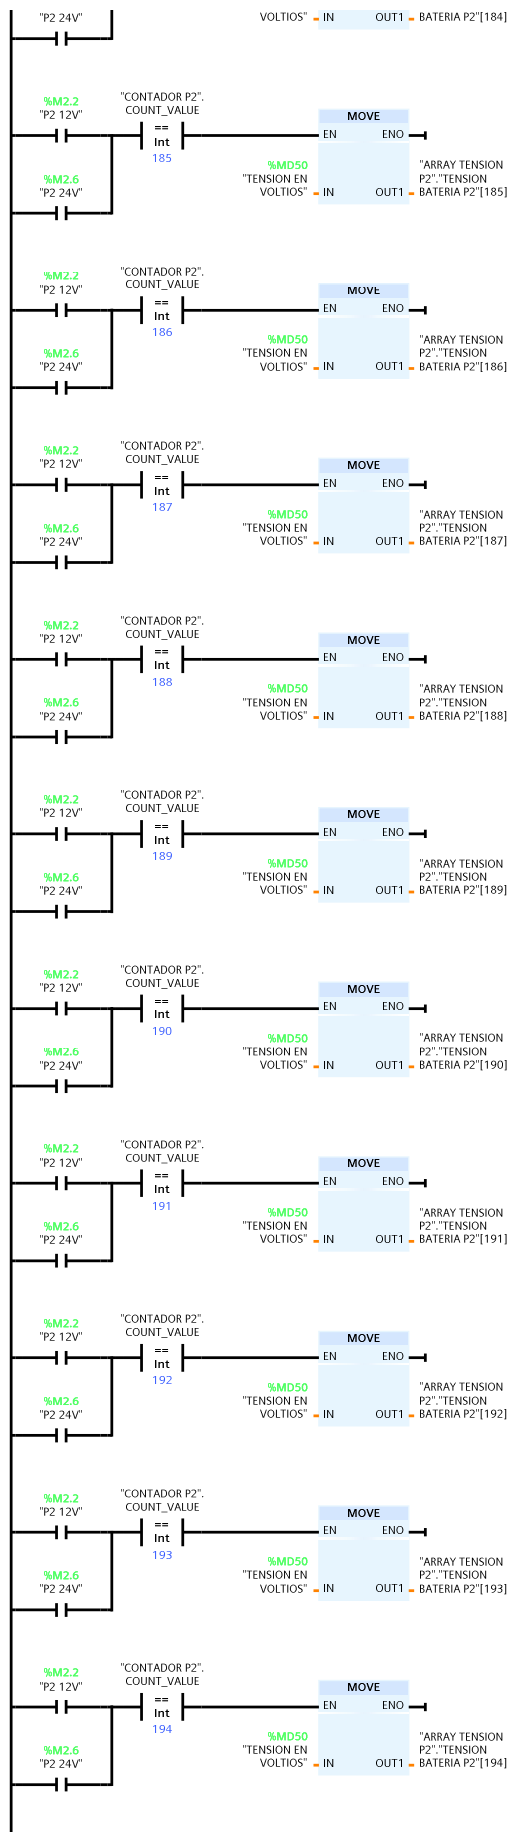 "P2 24V"
VOLTIOS" IN OUT1 BATERIA P2"[184]
%M2.2
"P2 12V"
"CONTADOR P2".
COUNT_VALUE
==
Int
185
MOVE
EN ENO
%M2.6
"P2 24V"
%MD50
"TENSION EN
VOLTIOS" IN OUT1
"ARRAY TENSION
P2"."TENSION
BATERIA P2"[185]
%M2.2
"P2 12V"
"CONTADOR P2".
COUNT_VALUE
==
Int
186
MOVE
EN ENO
%M2.6
"P2 24V"
%MD50
"TENSION EN
VOLTIOS" IN OUT1
"ARRAY TENSION
P2"."TENSION
BATERIA P2"[186]
%M2.2
"P2 12V"
"CONTADOR P2".
COUNT_VALUE
==
Int
187
MOVE
EN ENO
%M2.6
"P2 24V"
%MD50
"TENSION EN
VOLTIOS" IN OUT1
"ARRAY TENSION
P2"."TENSION
BATERIA P2"[187]
%M2.2
"P2 12V"
"CONTADOR P2".
COUNT_VALUE
==
Int
188
MOVE
EN ENO
%M2.6
"P2 24V"
%MD50
"TENSION EN
VOLTIOS" IN OUT1
"ARRAY TENSION
P2"."TENSION
BATERIA P2"[188]
%M2.2
"P2 12V"
"CONTADOR P2".
COUNT_VALUE
==
Int
189
MOVE
EN ENO
%M2.6
"P2 24V"
%MD50
"TENSION EN
VOLTIOS" IN OUT1
"ARRAY TENSION
P2"."TENSION
BATERIA P2"[189]
%M2.2
"P2 12V"
"CONTADOR P2".
COUNT_VALUE
==
Int
190
MOVE
EN ENO
%M2.6
"P2 24V"
%MD50
"TENSION EN
VOLTIOS" IN OUT1
"ARRAY TENSION
P2"."TENSION
BATERIA P2"[190]
%M2.2
"P2 12V"
"CONTADOR P2".
COUNT_VALUE
==
Int
191
MOVE
EN ENO
%M2.6
"P2 24V"
%MD50
"TENSION EN
VOLTIOS" IN OUT1
"ARRAY TENSION
P2"."TENSION
BATERIA P2"[191]
%M2.2
"P2 12V"
"CONTADOR P2".
COUNT_VALUE
==
Int
192
MOVE
EN ENO
%M2.6
"P2 24V"
%MD50
"TENSION EN
VOLTIOS" IN OUT1
"ARRAY TENSION
P2"."TENSION
BATERIA P2"[192]
%M2.2
"P2 12V"
"CONTADOR P2".
COUNT_VALUE
==
Int
193
MOVE
EN ENO
%M2.6
"P2 24V"
%MD50
"TENSION EN
VOLTIOS" IN OUT1
"ARRAY TENSION
P2"."TENSION
BATERIA P2"[193]
%M2.2
"P2 12V"
"CONTADOR P2".
COUNT_VALUE
==
Int
194
MOVE
EN ENO
%M2.6
"P2 24V"
%MD50
"TENSION EN
VOLTIOS" IN OUT1
"ARRAY TENSION
P2"."TENSION
BATERIA P2"[194]